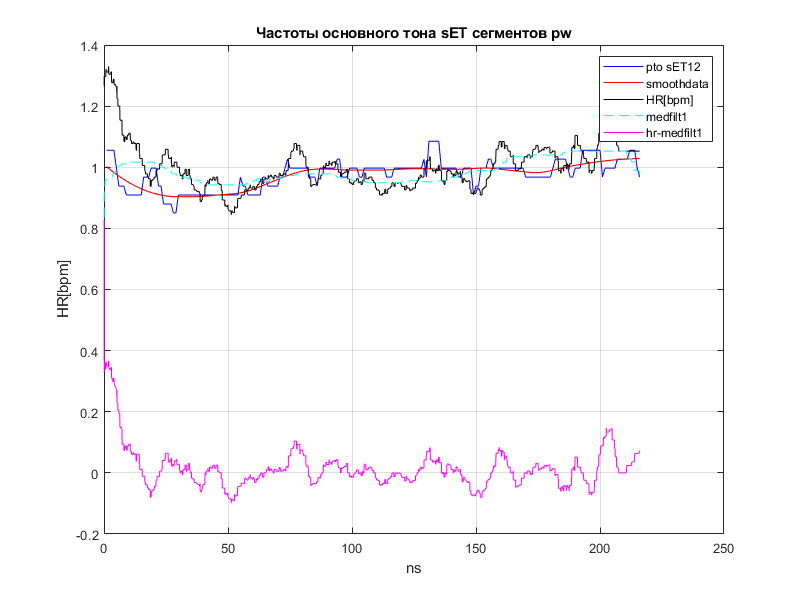 Частоты основного тона sET сегментов pw
pto sET12
smoothdata
HR[bpm]
medfilt1
hr-medfilt1
1.4
1.2
1
0.8
0.6
0.4
0.2
0
-0.2
HR[bpm]
0 50 100 150 200 250
ns